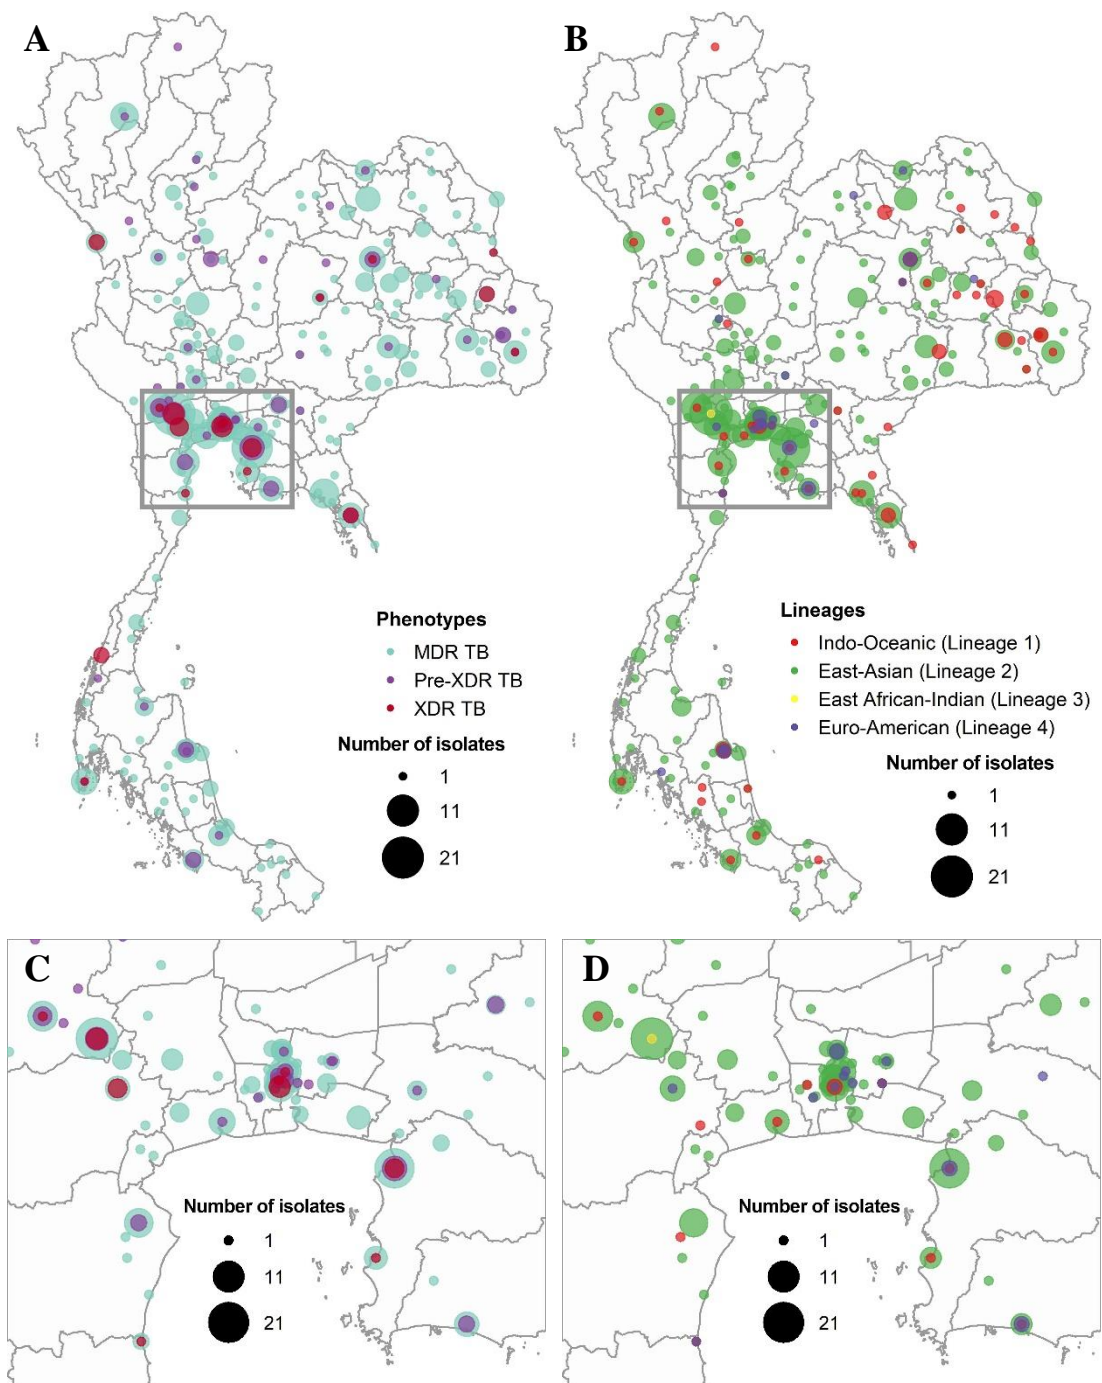 A
B
Phenotypes
MDR TB
Pre-XDR TB
XDR TB
Number of isolates
1
11
21
Lineages
Indo-Oceanic (Lineage 1)
East-Asian (Lineage 2)
East African-Indian (Lineage 3)
Euro-American (Lineage 4)
Number of isolates
1
11
21
C
Number of isolates
1
11
21
D
Number of isolates
1
11
21